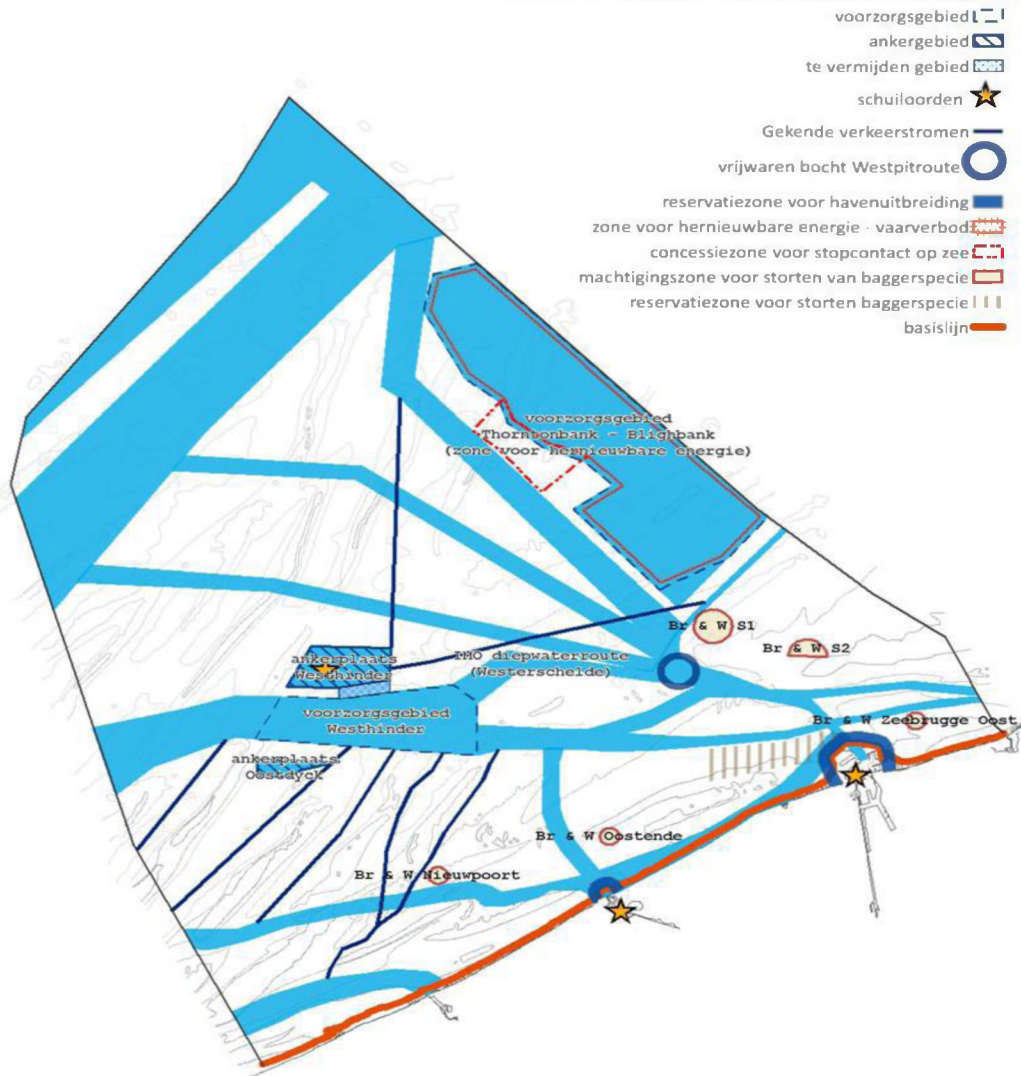 voorzorgsgebied
ankergebied
te vermijden gebied
schuiloorden
Gekende verkeerstromen
vrijwaren bocht Westpitroute
reservatiezone voor havenuitbreiding
zone voor hernieuwbare energie - vaarverbod
concessiezone voor stopcontact op zee
machtigingszone voor storten van baggerspecie
reservatiezone voor storten baggerspecie
basislijn
voorzorgsgebied
Thorntonbank - Blighbank
(zone voor hernieuwbare energie)
Br & W S1
Br & W S2
ankerplaats
Westhinder
IMO diepwaterroute
(Westerschelde)
voorzorgsgebied
Westhinder
Br & W Zeebrugge Oost
ankerplaats
Oostdyck
Br & W Oostende
Br & W Nieuwpoort